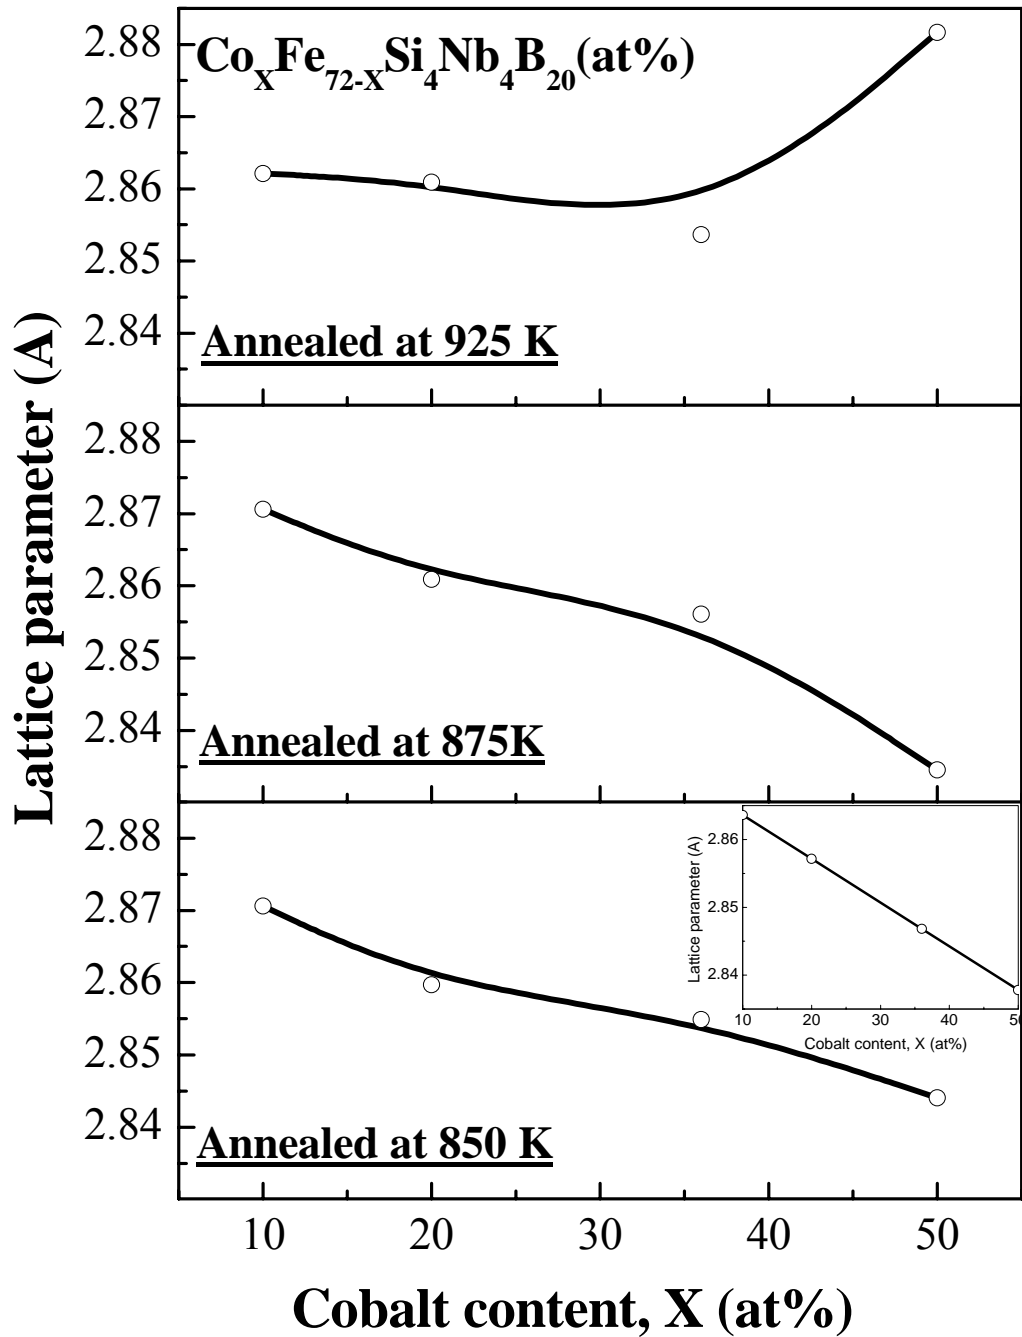 Co_XFe_72-XSi_4Nb_4B_20(at%)
2.88
2.87
2.86
2.85
2.84
Annealed at 925 K
Lattice parameter (A)
2.88
2.87
2.86
2.85
2.84
Annealed at 875K
2.88
2.87
2.86
2.85
2.84
Annealed at 850 K
Lattice parameter (A)
2.86
2.85
2.84
10 20 30 40 50
Cobalt content, X (at%)
10 20 30 40 50
Cobalt content, X (at%)